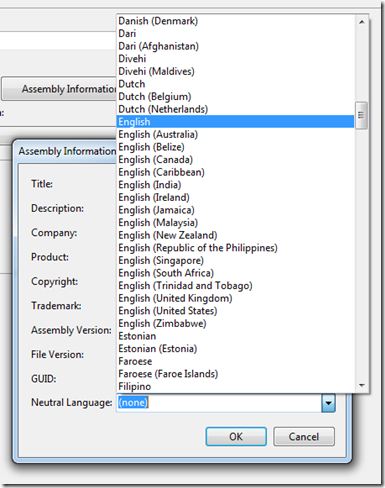 Danish (Denmark)
Dari
Dari (Afghanistan)
Divehi
Divehi (Maldives)
Dutch
Dutch (Belgium)
Dutch (Netherlands)
English
English (Australia)
English (Belize)
English (Canada)
English (Caribbean)
English (India)
English (Ireland)
English (Jamaica)
English (Malaysia)
English (New Zealand)
English (Republic of the Philippines)
English (Singapore)
English (South Africa)
English (Trinidad and Tobago)
English (United Kingdom)
English (United States)
English (Zimbabwe)
Estonian
Estonian (Estonia)
Faroese
Faroese (Faroe Islands)
Filipino
Assembly Information
Assembly Information
Title:
Description:
Company:
Product:
Copyright:
Trademark:
Assembly Version:
File Version:
GUID:
Neutral Language: (none)
OK Cancel